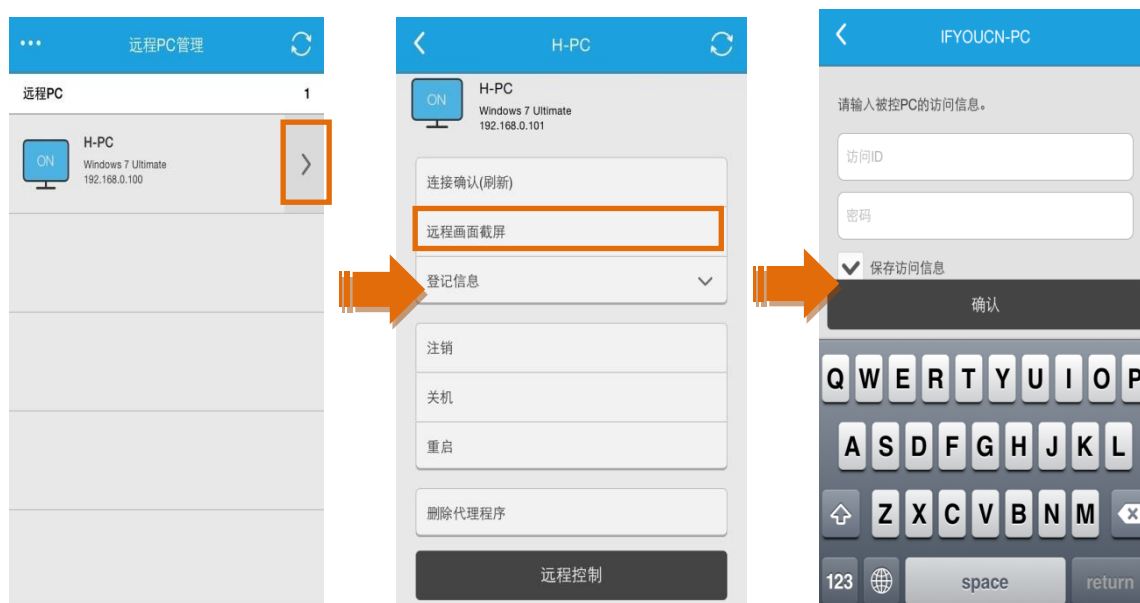 ••• 远程PC管理
远程PC 1
ON
H-PC
Windows 7 Ultimate
192.168.0.100
H-PC
ON
H-PC
Windows 7 Ultimate
192.168.0.101
连接确认(刷新)
远程画面截屏
登记信息
注销
关机
重启
删除代理程序
远程控制
IFYOUCN-PC
请输入被控PC的访问信息。
访问ID
密码
保存访问信息
确认
Q W E R T Y U I O P
A S D F G H J K L
Z X C V B N M
123 space return